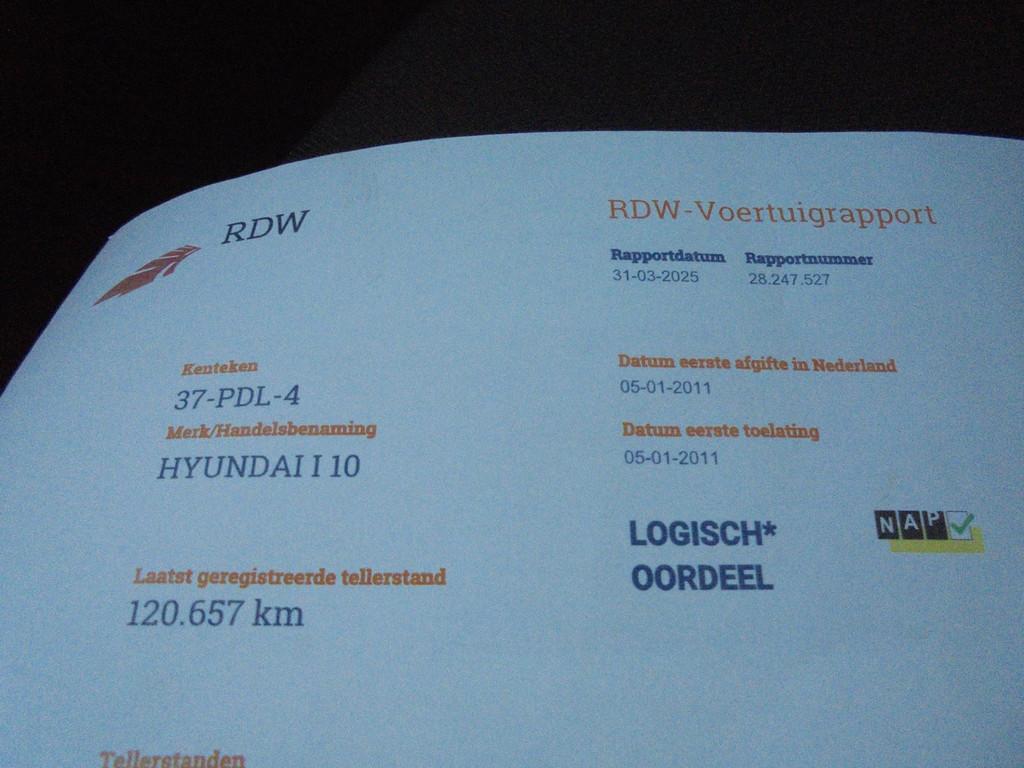 RDW
RDW-Voertuigrapport
Rapportdatum Rapportnummer
31-03-2025 28.247.527
Kenteken
37-PDL-4
Merk/Handelsbenaming
HYUNDAI I 10
Datum eerste afgifte in Nederland
05-01-2011
Datum eerste toelating
05-01-2011
LOGISCH*
OORDEEL
NAP
Laatst geregistreerde tellerstand
120.657 km
Tellerstanden